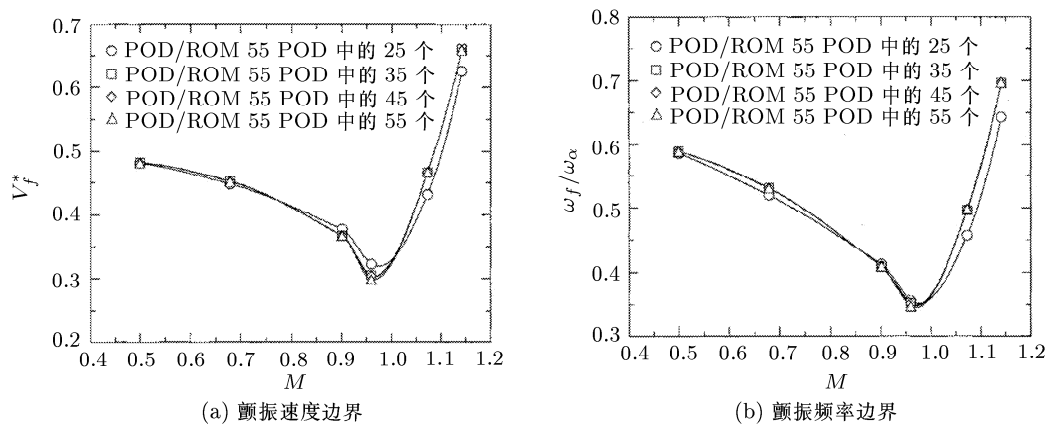 0.7
0.6
0.5
0.4
0.3
0.2
V_f^*
POD/ROM 55 POD 中的 25 个
POD/ROM 55 POD 中的 35 个
POD/ROM 55 POD 中的 45 个
POD/ROM 55 POD 中的 55 个
0.4 0.5 0.6 0.7 0.8 0.9 1.0 1.1 1.2
M
(a) 颤振速度边界
0.8
0.7
0.6
0.5
0.4
0.3
ω_f/ω_α
POD/ROM 55 POD 中的 25 个
POD/ROM 55 POD 中的 35 个
POD/ROM 55 POD 中的 45 个
POD/ROM 55 POD 中的 55 个
0.4 0.5 0.6 0.7 0.8 0.9 1.0 1.1 1.2
M
(b) 颤振频率边界